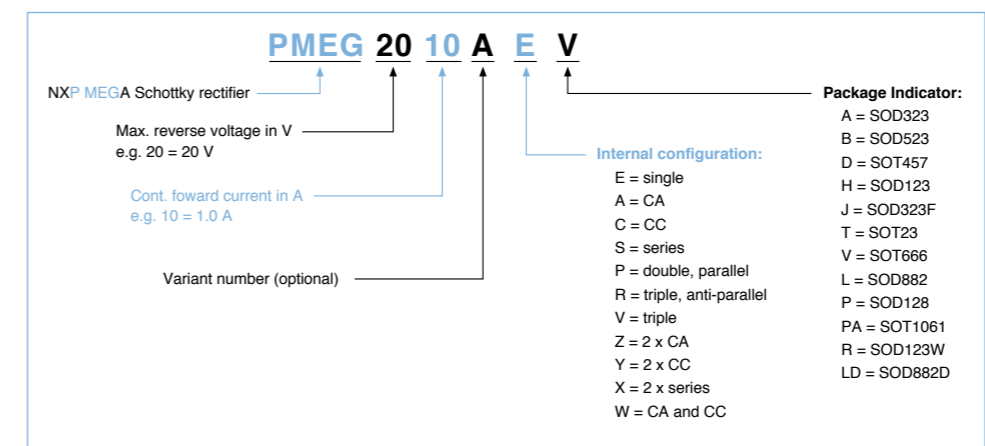 PMEG 20 10 A E V
NXP MEGA Schottky rectifier
Max. reverse voltage in V
e.g. 20 = 20 V
Cont. foward current in A
e.g. 10 = 1.0 A
Variant number (optional)
Internal configuration:
E = single
A = CA
C = CC
S = series
P = double, parallel
R = triple, anti-parallel
V = triple
Z = 2 x CA
Y = 2 x CC
X = 2 x series
W = CA and CC
Package Indicator:
A = SOD323
B = SOD523
D = SOT457
H = SOD123
J = SOD323F
T = SOT23
V = SOT666
L = SOD882
P = SOD128
PA = SOT1061
R = SOD123W
LD = SOD882D